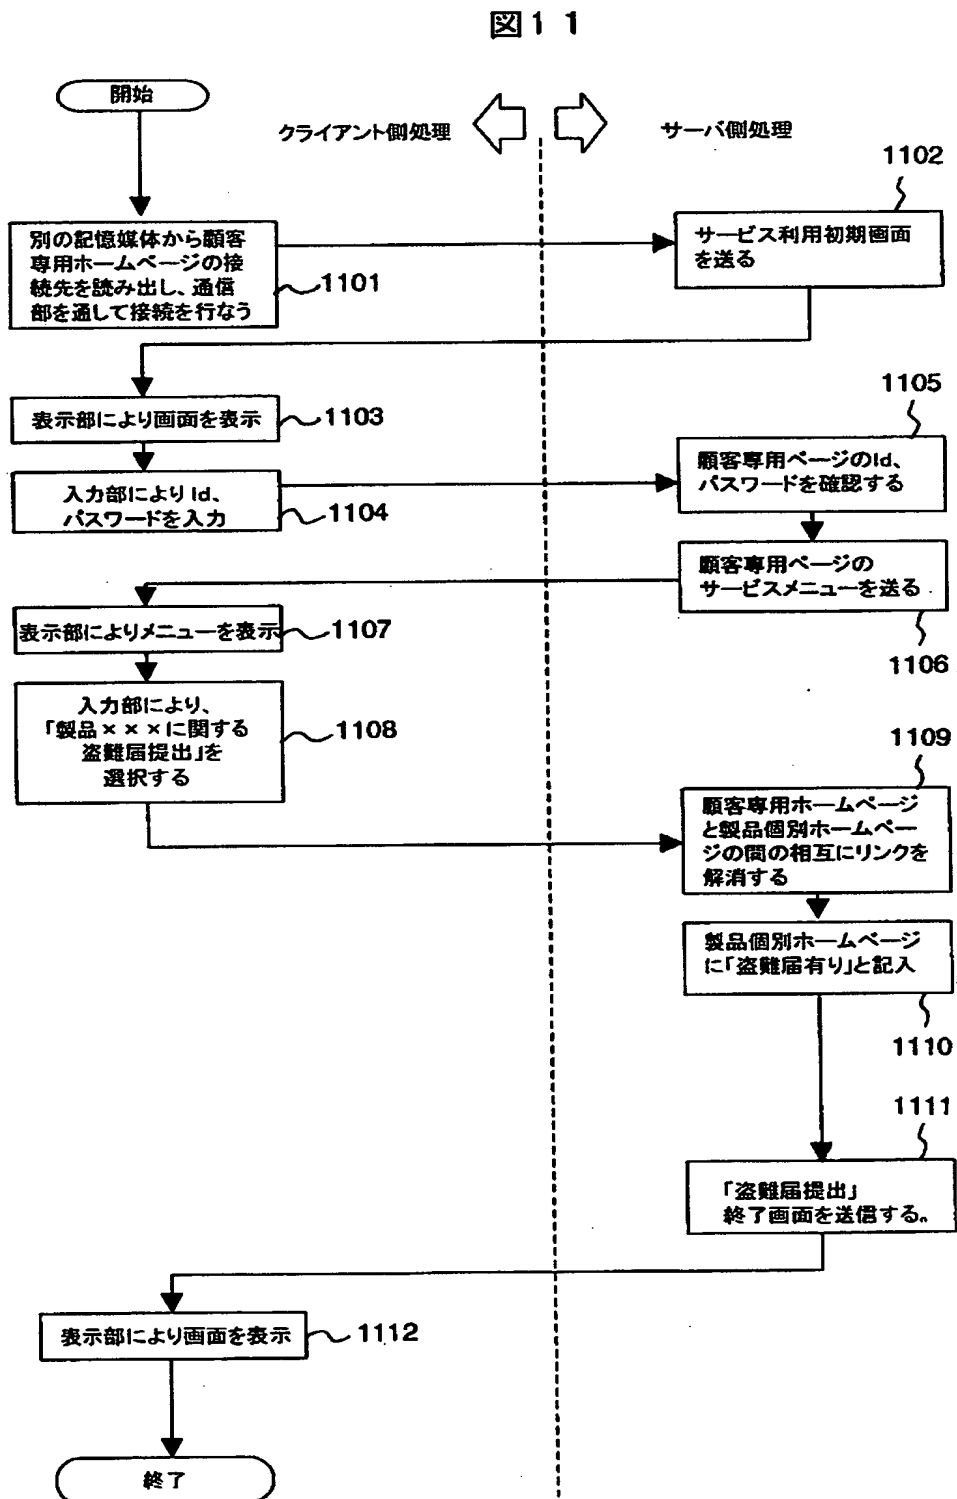 図11
開始
クライアント側処理
サーバ側処理
1102
別の記憶媒体から顧客
専用ホームページの接
続先を読み出し、通信
部を通して接続を行なう
1101
サービス利用初期画面
を送る
1105
表示部により画面を表示
1103
顧客専用ページのId、
パスワードを確認する
入力部によりId、
パスワードを入力
1104
顧客専用ページの
サービスメニューを送る
1106
表示部によりメニューを表示
1107
入力部により、
「製品×××に関する
盗難届提出」を
選択する
1108
1109
顧客専用ホームページ
と製品個別ホームペー
ジの間の相互にリンクを
解消する
製品個別ホームページ
に「盗難届有り」と記入
1110
1111
「盗難届提出」
終了画面を送信する。
表示部により画面を表示
1112
終了